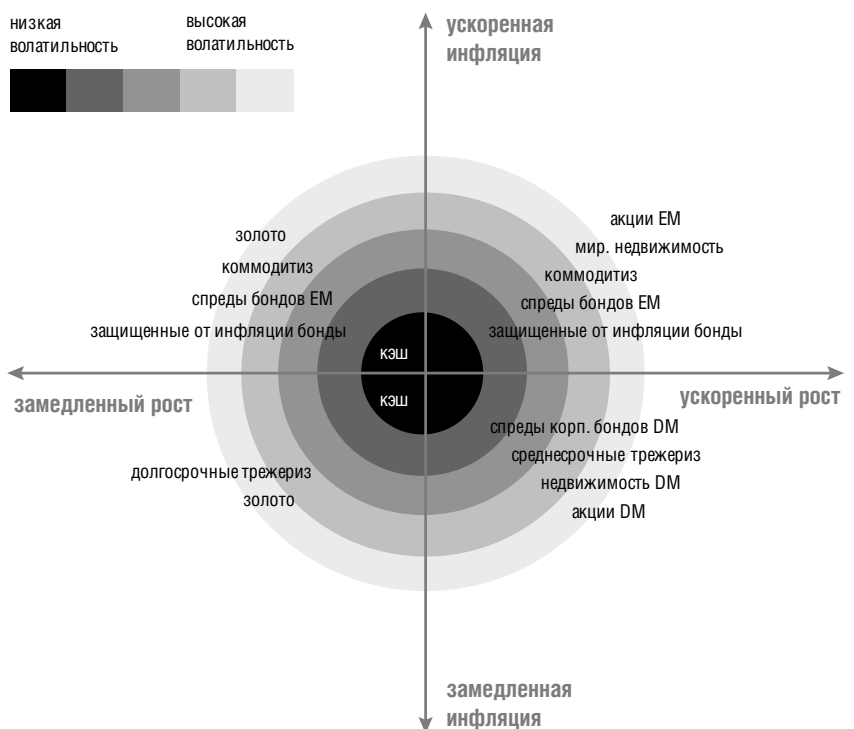 низкая
волатильность
высокая
волатильность
ускоренная
инфляция
золото
коммодитиз
спреды бондов EM
защищенные от инфляции бонды
акции EM
мир. недвижимость
коммодитиз
спреды бондов EM
защищенные от инфляции бонды
кэш
кэш
замедленный рост
ускоренный рост
долгосрочные трежериз
золото
спреды корп. бондов DM
среднесрочные трежериз
недвижимость DM
акции DM
замедленная
инфляция